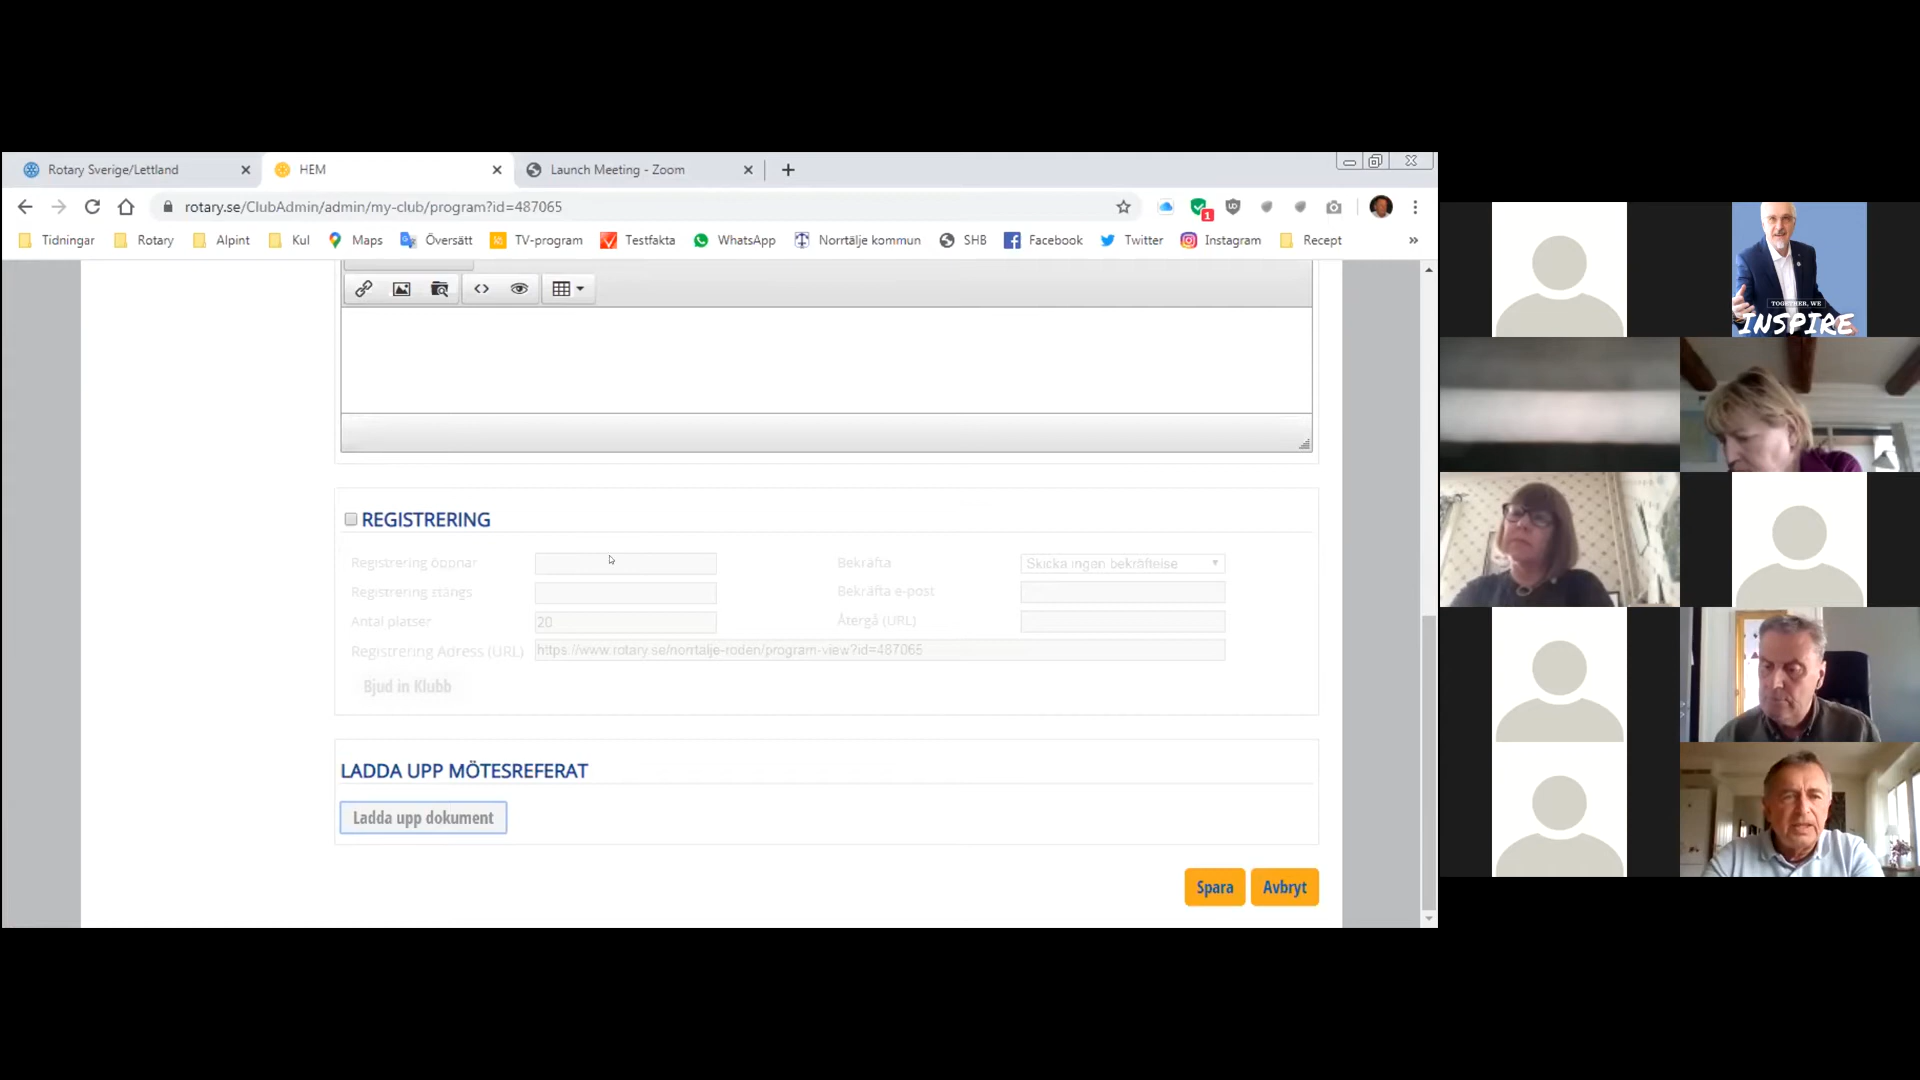 Rotary Sverige/Lettland
HEM
Launch Meeting - Zoom
rotary.se/ClubAdmin/admin/my-club/program?id=487065
1
Tidningar
Rotary
Alpint
Kul
Maps
Översätt
TV-program
Testfakta
WhatsApp
Norrtälje kommun
SHB
Facebook
Twitter
Instagram
Recept
REGISTRERING
Registrering öppnar
Bekräfta
Skicka ingen bekräftelse
Registrering stängs
Bekräfta e-post
Antal platser
20
Återgå (URL)
Registrering Adress (URL)
https://www.rotary.se/norrtalje-roden/program-view?id=487065
Bjud in Klubb
LADDA UPP MÖTESREFERAT
Ladda upp dokument
Spara
Avbryt
TOGETHER, WE
INSPIRE